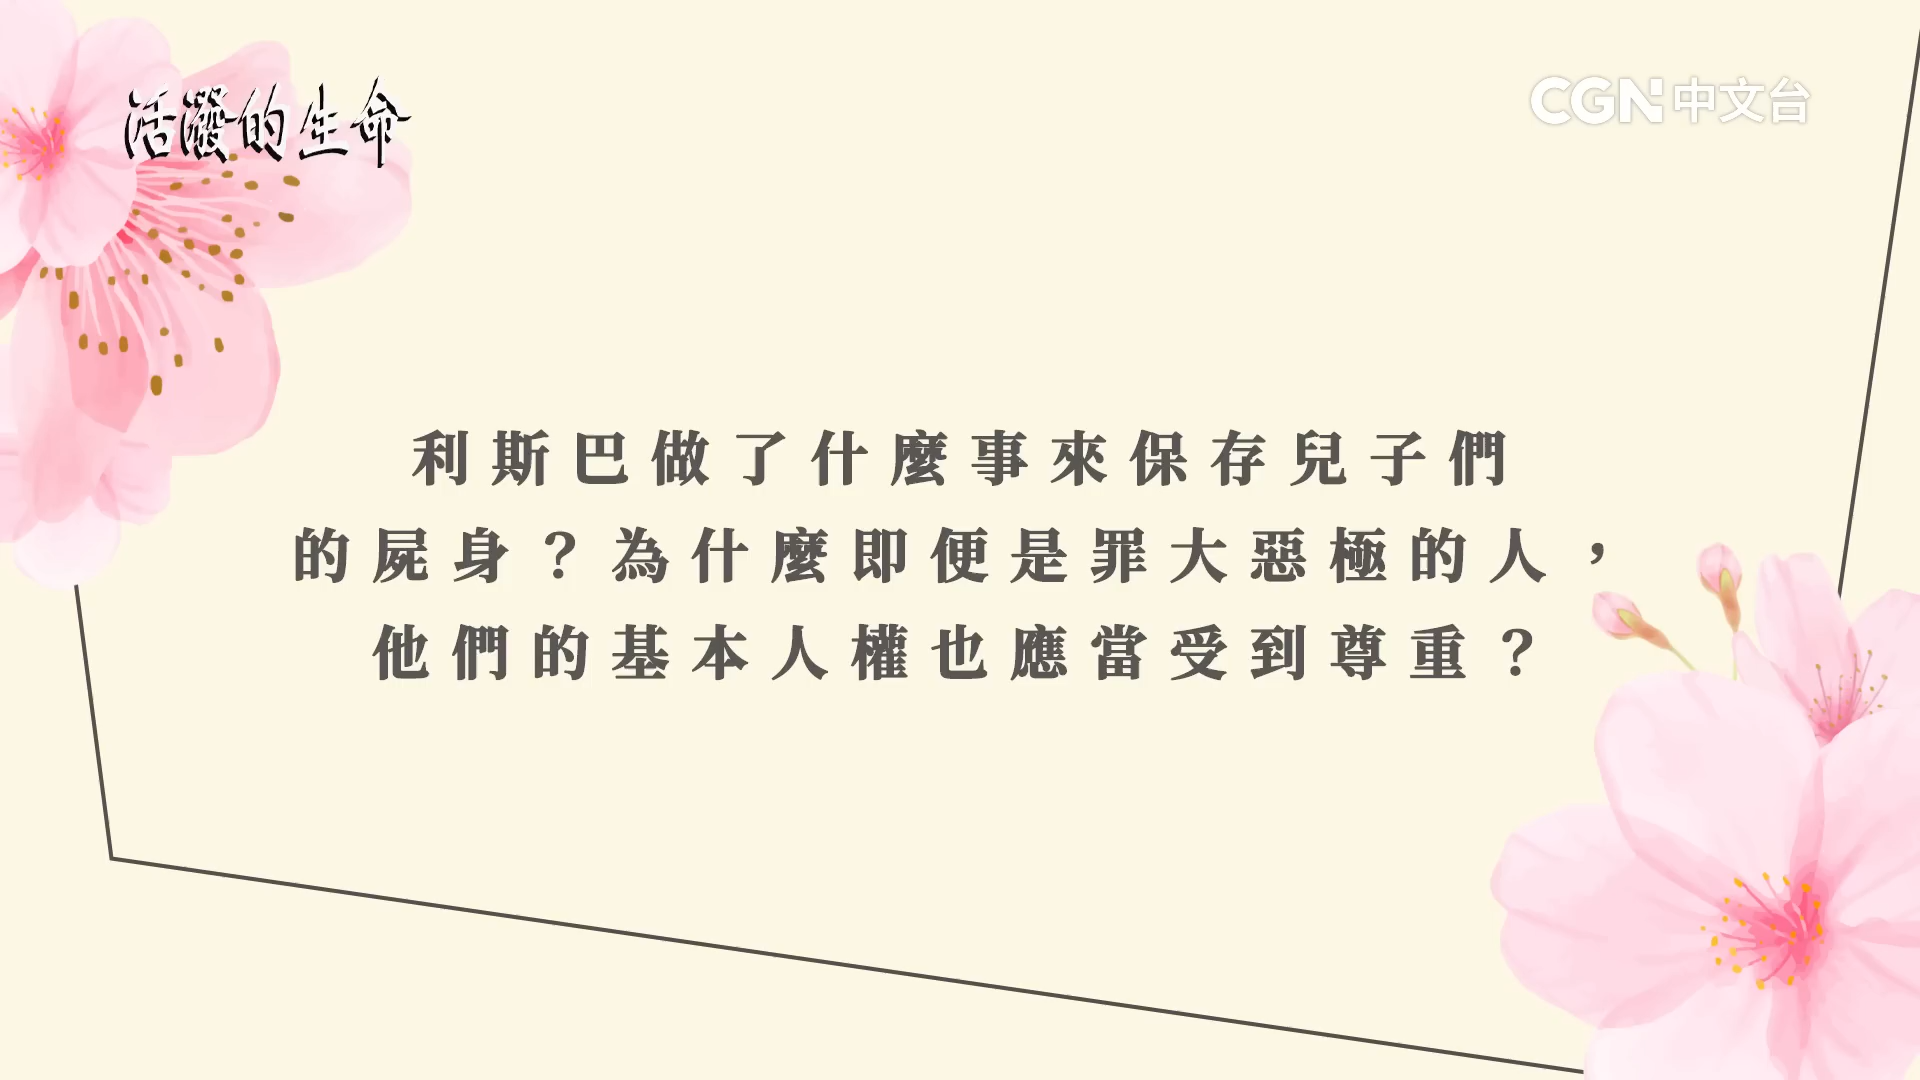 活潑的生命
CGN中文台
利斯巴做了什麼事來保存兒子們
的屍身？為什麼即便是罪大惡極的人，
他們的基本人權也應當受到尊重？